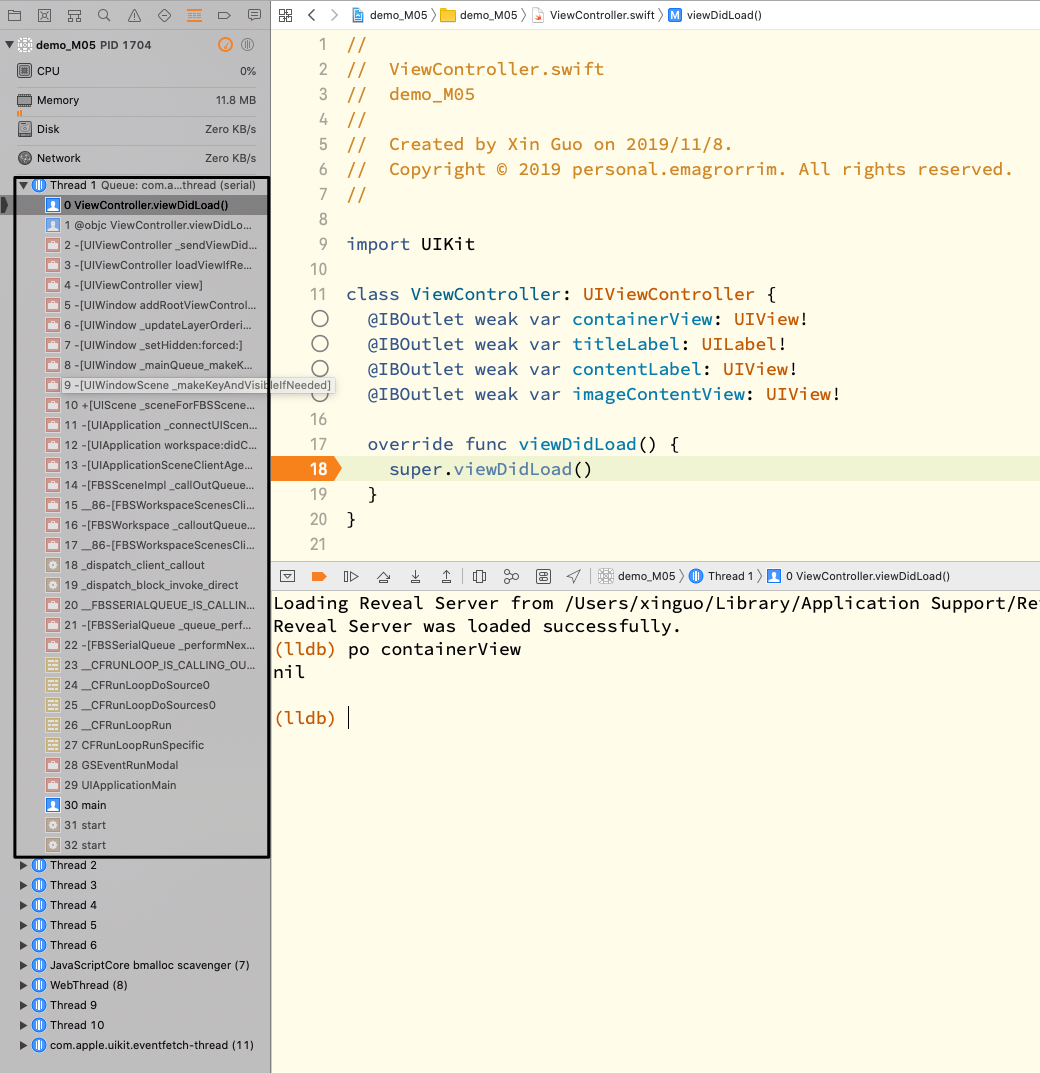 demo_M05 PID 1704
CPU 0%
Memory 11.8 MB
Disk Zero KB/s
Network Zero KB/s
Thread 1 Queue: com.a...thread (serial)
0 ViewController.viewDidLoad()
1 @objc ViewController.viewDidLo...
2 -[UIViewController _sendViewDid...
3 -[UIViewController loadViewIfRe...
4 -[UIViewController view]
5 -[UIWindow addRootViewControl...
6 -[UIWindow _updateLayerOrderi...
7 -[UIWindow _setHidden:forced:]
8 -[UIWindow _mainQueue_makeK...
9 -[UIWindowScene _makeKeyAndVisibleIfNeeded]
10 +[UIScene _sceneForFBSScene...
11 -[UIApplication _connectUIScen...
12 -[UIApplication workspace:didC...
13 -[UIApplicationSceneClientAge...
14 -[FBSSceneImpl _callOutQueue...
15 __86-[FBSWorkspaceScenesCli...
16 -[FBSWorkspace _calloutQueue...
17 __86-[FBSWorkspaceScenesCli...
18 _dispatch_client_callout
19 _dispatch_block_invoke_direct
20 __FBSSERIALQUEUE_IS_CALLIN...
21 -[FBSSerialQueue _queue_perf...
22 -[FBSSerialQueue _performNex...
23 __CFRUNLOOP_IS_CALLING_OU...
24 __CFRunLoopDoSource0
25 __CFRunLoopDoSources0
26 __CFRunLoopRun
27 CFRunLoopRunSpecific
28 GSEventRunModal
29 UIApplicationMain
30 main
31 start
32 start
Thread 2
Thread 3
Thread 4
Thread 5
Thread 6
JavaScriptCore bmalloc scavenger (7)
WebThread (8)
Thread 9
Thread 10
com.apple.uikit.eventfetch-thread (11)
demo_M05 demo_M05 ViewController.swift M viewDidLoad()
1 //
2 //  ViewController.swift
3 //  demo_M05
4 //
5 //  Created by Xin Guo on 2019/11/8.
6 //  Copyright © 2019 personal.emagrorrim. All rights reserved.
7 //
8
9 import UIKit
10
11 class ViewController: UIViewController {
@IBOutlet weak var containerView: UIView!
@IBOutlet weak var titleLabel: UILabel!
@IBOutlet weak var contentLabel: UIView!
@IBOutlet weak var imageContentView: UIView!
16
17 override func viewDidLoad() {
18 super.viewDidLoad()
19 }
20 }
21
demo_M05 Thread 1 0 ViewController.viewDidLoad()
Loading Reveal Server from /Users/xinguo/Library/Application Support/Re
Reveal Server was loaded successfully.
(lldb) po containerView
nil
(lldb)